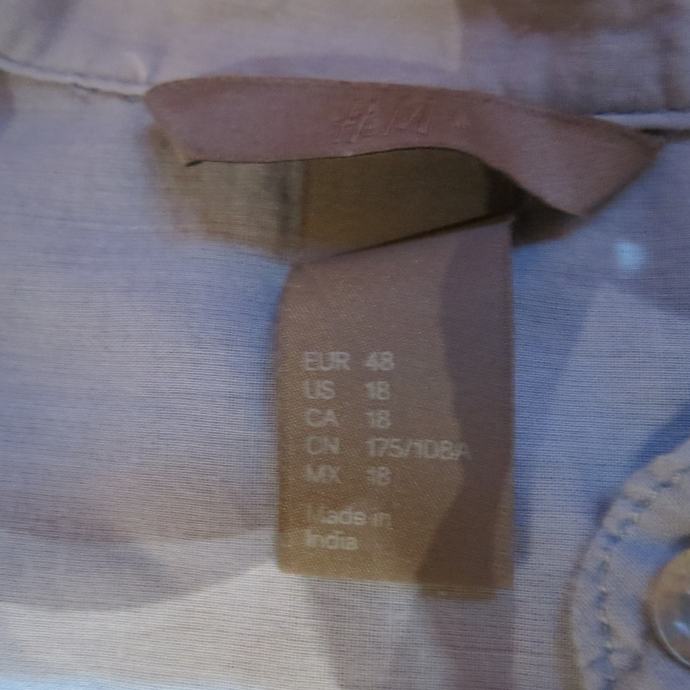 H&M
EUR 48
US 18
CA 18
CN 175/108A
MX 18
Made in
India